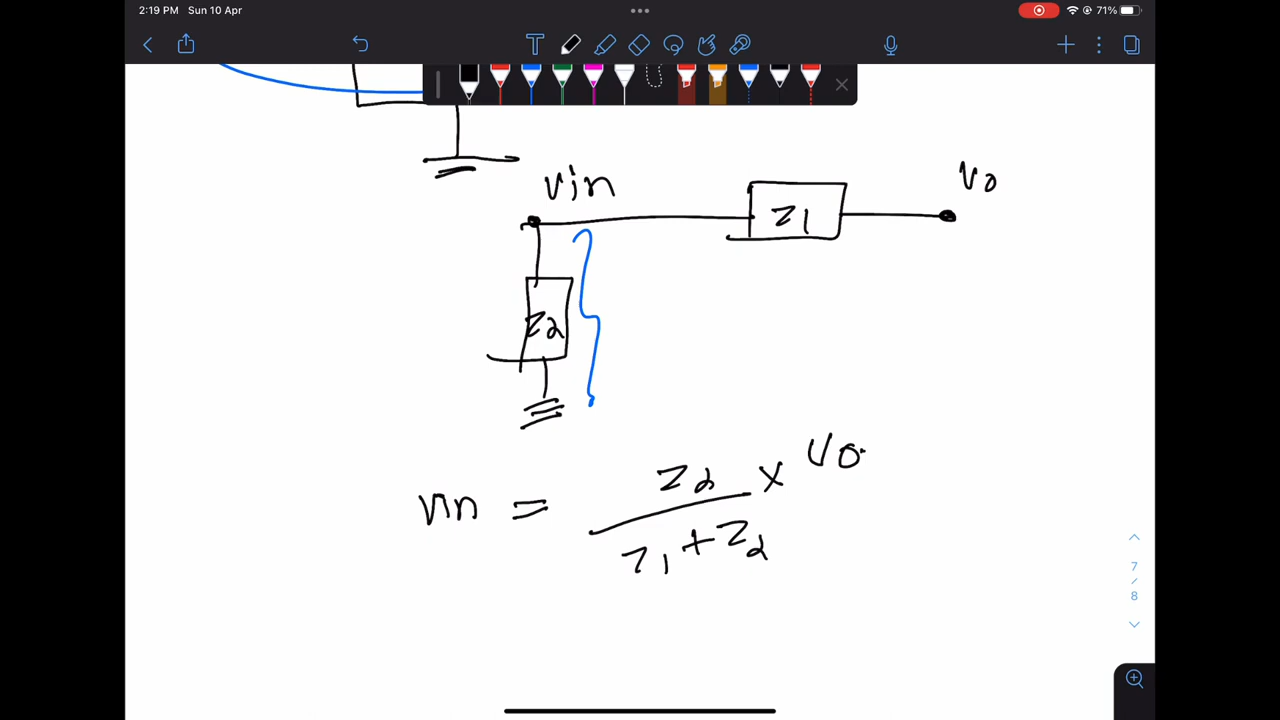 2:19 PM Sun 10 Apr
71%
T
Vin
Vo
Z1
Z2
Vin = Z2 / Z1 + Z2 × Vo
7
/
8